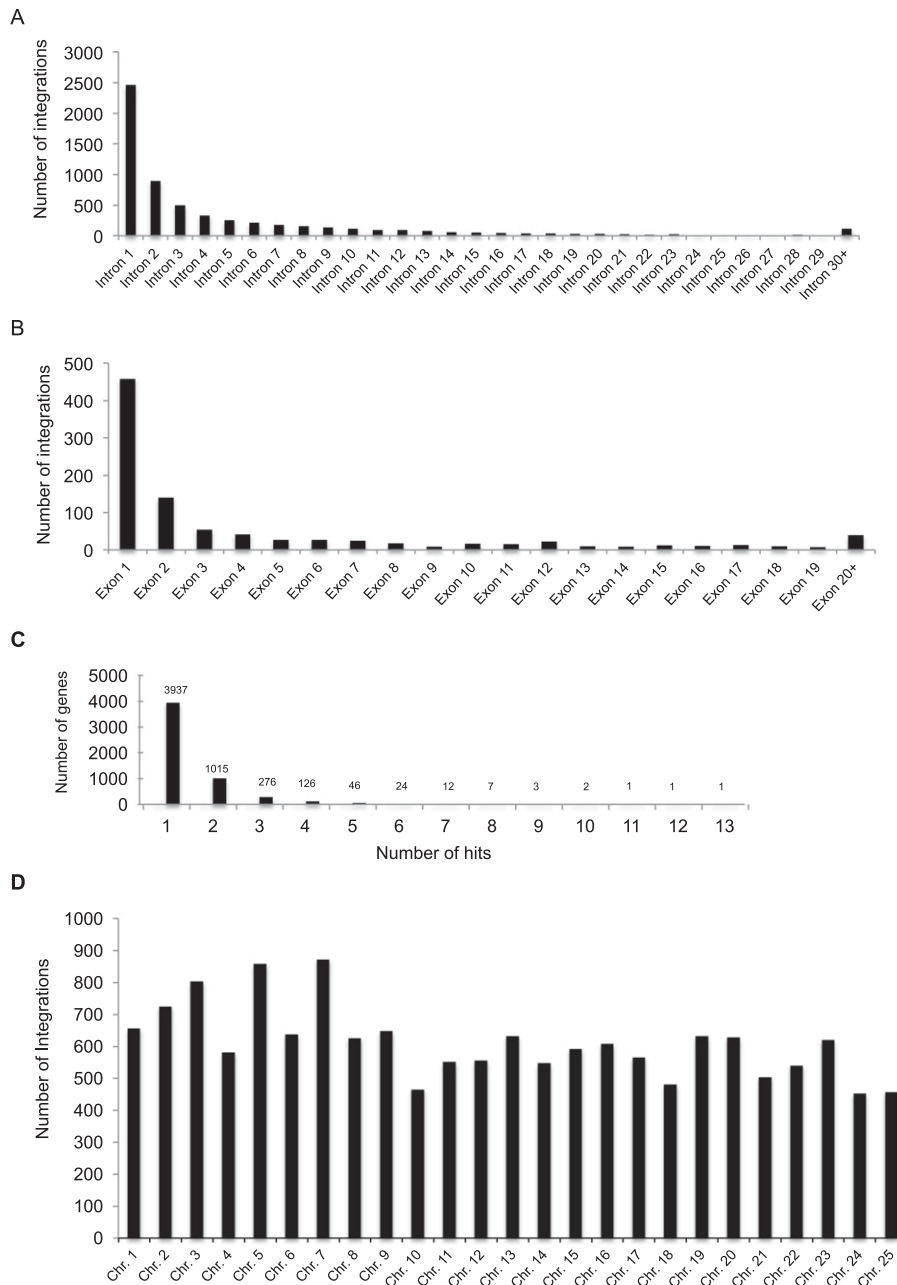 A
Number of integrations
3000
2500
2000
1500
1000
500
0
Intron 1
Intron 2
Intron 3
Intron 4
Intron 5
Intron 6
Intron 7
Intron 8
Intron 9
Intron 10
Intron 11
Intron 12
Intron 13
Intron 14
Intron 15
Intron 16
Intron 17
Intron 18
Intron 19
Intron 20
Intron 21
Intron 22
Intron 23
Intron 24
Intron 25
Intron 26
Intron 27
Intron 28
Intron 29
Intron 30+
B
Number of integrations
500
400
300
200
100
0
Exon 1
Exon 2
Exon 3
Exon 4
Exon 5
Exon 6
Exon 7
Exon 8
Exon 9
Exon 10
Exon 11
Exon 12
Exon 13
Exon 14
Exon 15
Exon 16
Exon 17
Exon 18
Exon 19
Exon 20+
C
Number of genes
5000
4000
3000
2000
1000
0
3937
1015
276
126
46
24
12
7
3
2
1
1
1
1 2 3 4 5 6 7 8 9 10 11 12 13
Number of hits
D
Number of Integrations
1000
900
800
700
600
500
400
300
200
100
0
Chr. 1
Chr. 2
Chr. 3
Chr. 4
Chr. 5
Chr. 6
Chr. 7
Chr. 8
Chr. 9
Chr. 10
Chr. 11
Chr. 12
Chr. 13
Chr. 14
Chr. 15
Chr. 16
Chr. 17
Chr. 18
Chr. 19
Chr. 20
Chr. 21
Chr. 22
Chr. 23
Chr. 24
Chr. 25